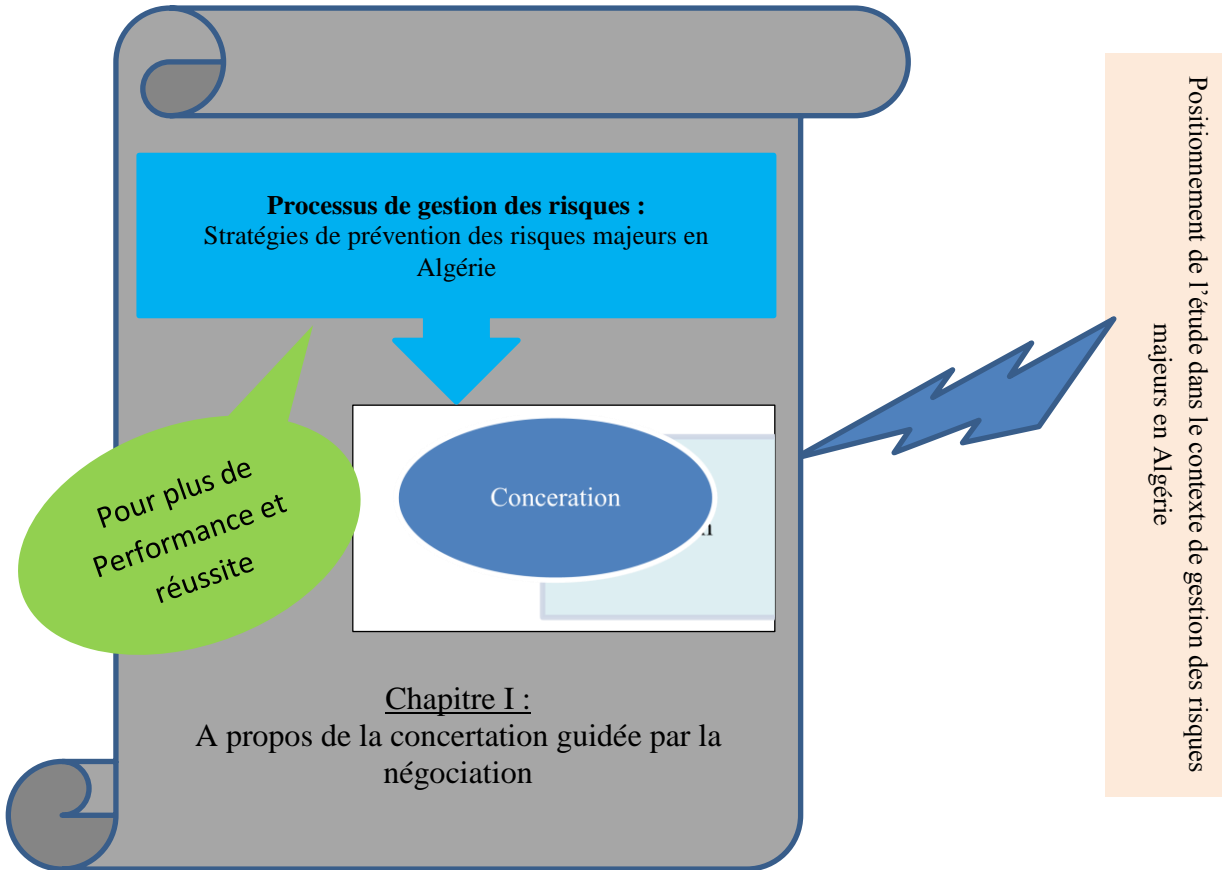 Processus de gestion des risques :
Stratégies de prévention des risques majeurs en
Algérie
Pour plus de
Performance et
réussite
Conceration
Chapitre I :
A propos de la concertation guidée par la
négociation
Positionnement de l’étude dans le contexte de gestion des risques
majeurs en Algérie